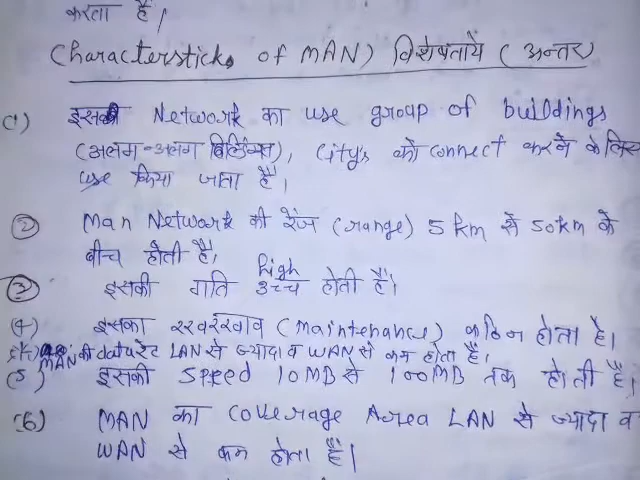 करता है।
Characterstick of MAN) विशेषतायें (अन्तर)
(1) इसका Network का use group of buildings
(अलग-अलग बिल्डिंग्स), City's को connect करने के लिए
use किया जाता है।
(2) Man Network की रेंज (range) 5 km से 50km के
बीच होती है।
high
(3) इसकी गति उच्च होती है।
(4) इसका रखरखाव (Maintenance) कठिन होता है।
MAN की dataरेट LAN से ज्यादा व WAN से कम होता है,
(5) इसकी Speed 10MB से 100MB तक होती है।
(6) MAN का Coverage Area LAN से ज्यादा व
WAN से कम होता है।